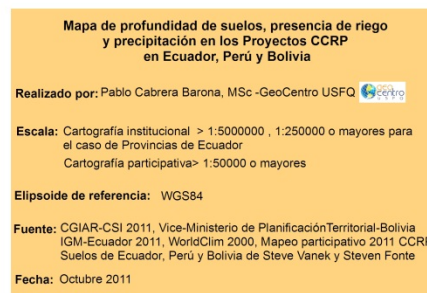 Mapa de profundidad de suelos, presencia de riego
y precipitación en los Proyectos CCRP
en Ecuador, Perú y Bolivia
Realizado por: Pablo Cabrera Barona, MSc -GeoCentro USFQ
geo
centro
USFQ
Escala: Cartografía institucional > 1:5000000 , 1:250000 o mayores para
el caso de Provincias de Ecuador
Cartografía participativa> 1:50000 o mayores
Elipsoide de referencia: WGS84
Fuente: CGIAR-CSI 2011, Vice-Ministerio de PlanificaciónTerritorial-Bolivia
IGM-Ecuador 2011, WorldClim 2000, Mapeo participativo 2011 CCRP
Suelos de Ecuador, Perú y Bolivia de Steve Vanek y Steven Fonte
Fecha: Octubre 2011